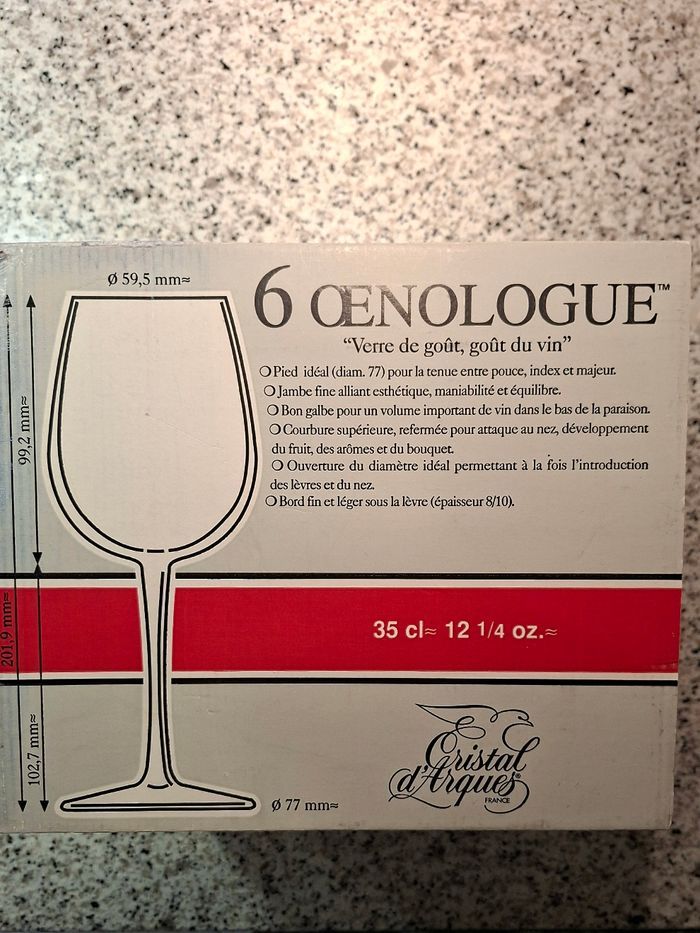 Ø 59,5 mm≈
6 ŒNOLOGUE™
“Verre de goût, goût du vin”
❍ Pied idéal (diam. 77) pour la tenue entre pouce, index et majeur.
❍ Jambe fine alliant esthétique, maniabilité et équilibre.
❍ Bon galbe pour un volume important de vin dans le bas de la paraison.
❍ Courbure supérieure, refermée pour attaque au nez, développement
du fruit, des arômes et du bouquet.
❍ Ouverture du diamètre idéal permettant à la fois l’introduction
des lèvres et du nez.
❍ Bord fin et léger sous la lèvre (épaisseur 8/10).
99,2 mm≈
201,9 mm≈
102,7 mm≈
35 cl≈ 12 1/4 oz.≈
Cristal
d’Arques®
FRANCE
Ø 77 mm≈